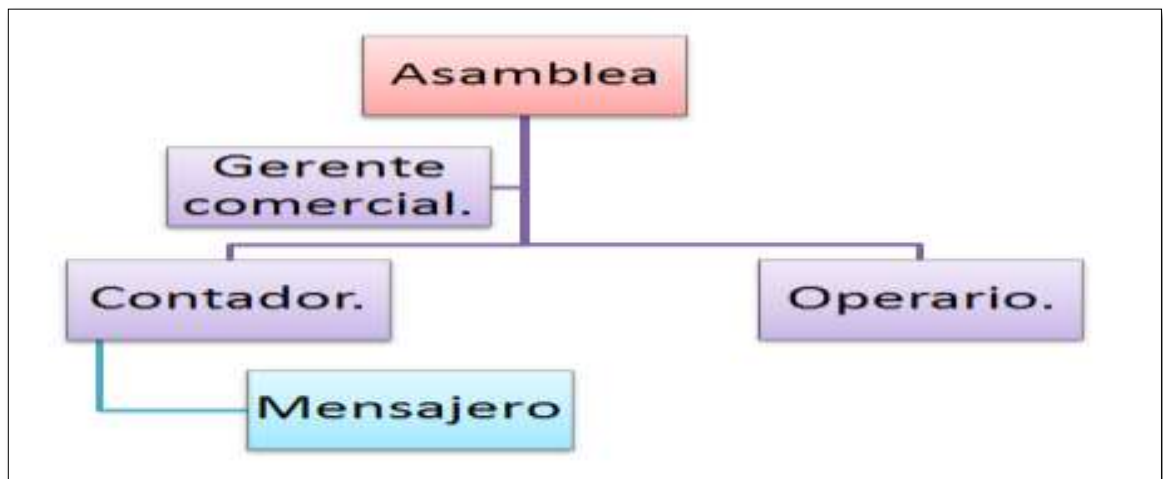 Asamblea
Gerente
comercial.
Contador.
Operario.
Mensajero